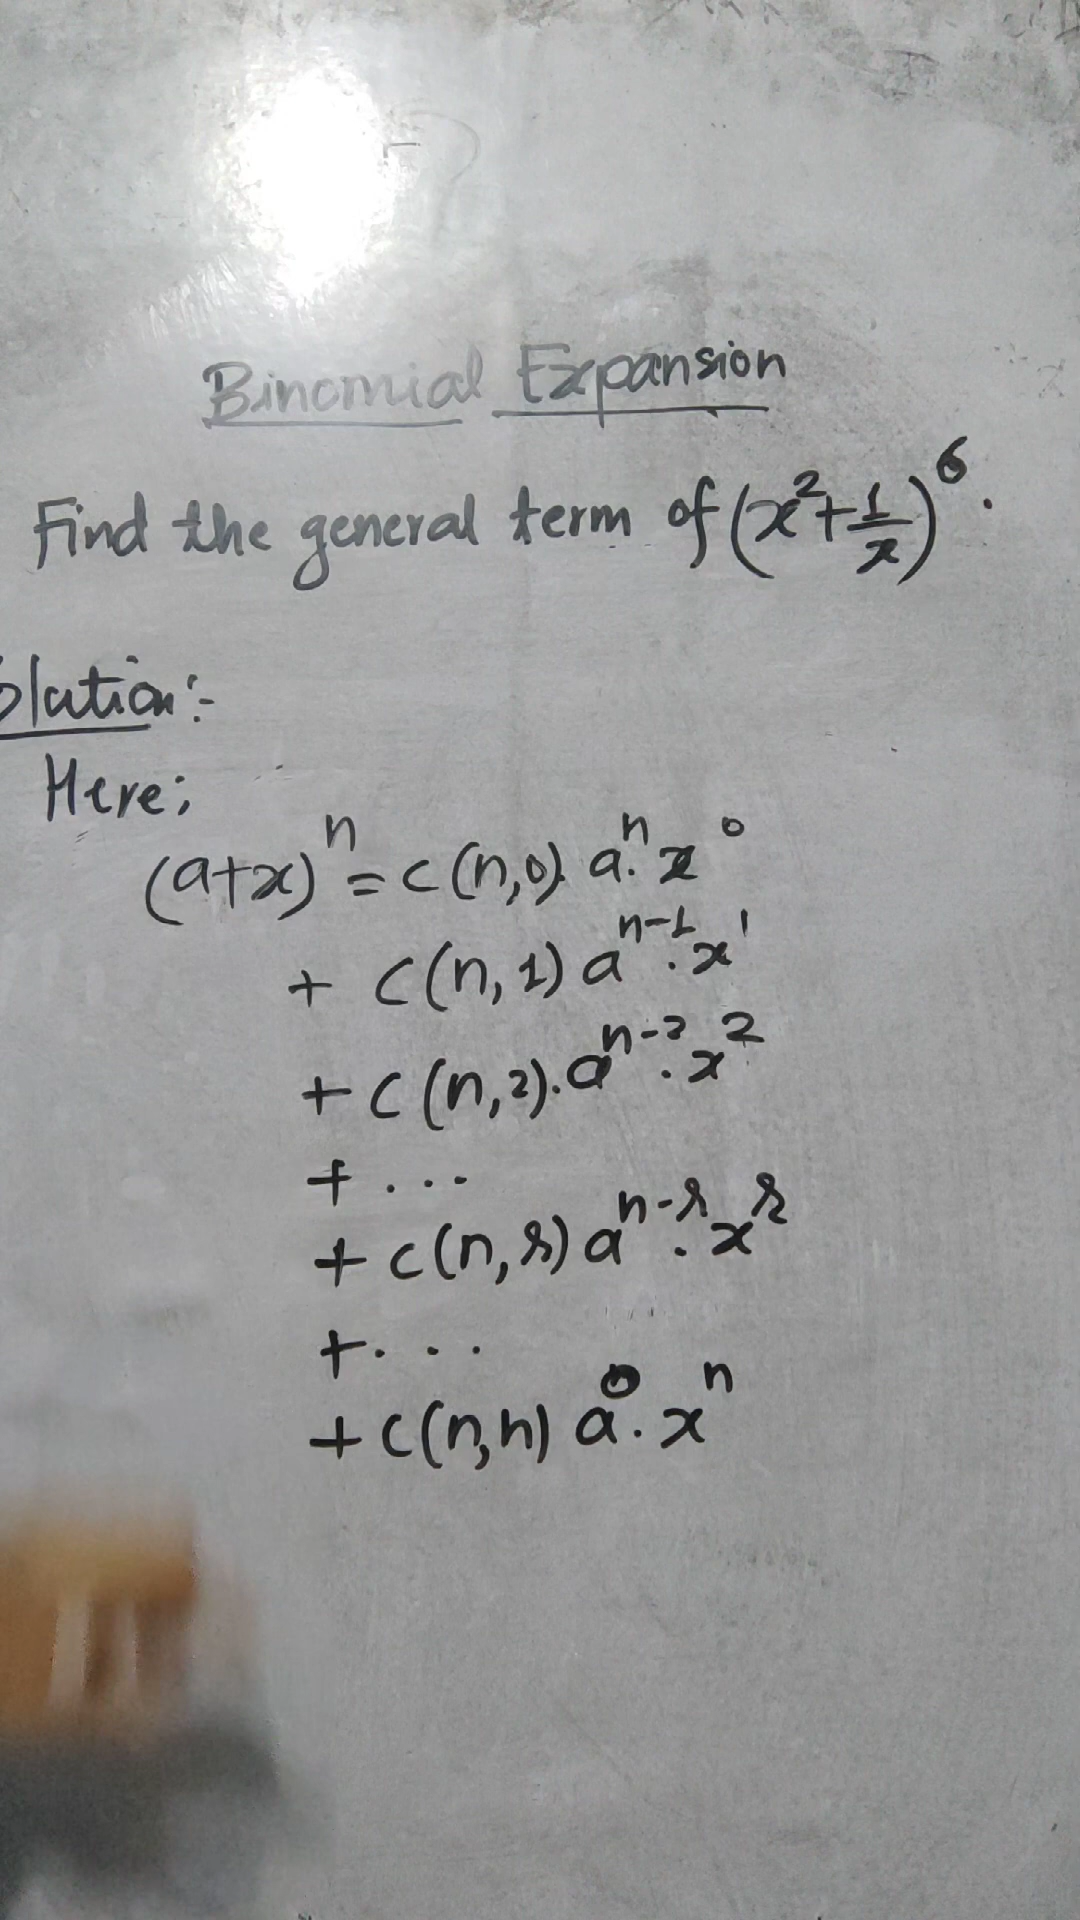 Binomial Expansion
Find the general term of (x²+1/x)⁶.
olution:-
Here;
(a+x)ⁿ = c(n,0). aⁿ.x⁰
+ c(n,1) aⁿ⁻¹.x¹
+ c(n,2).aⁿ⁻².x²
+ ...
+ c(n,r) aⁿ⁻ʳ.xʳ
+. ...
+ c(n,n) a⁰.xⁿ